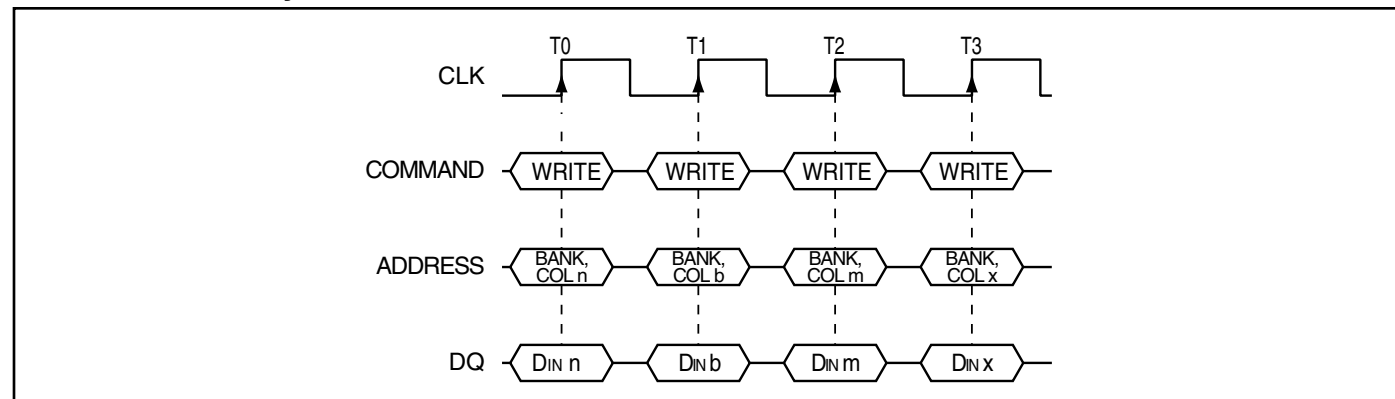 T0 T1 T2 T3
CLK
COMMAND WRITE WRITE WRITE WRITE
ADDRESS BANK, COL n BANK, COL b BANK, COL m BANK, COL x
DQ DIN n DIN b DIN m DIN x